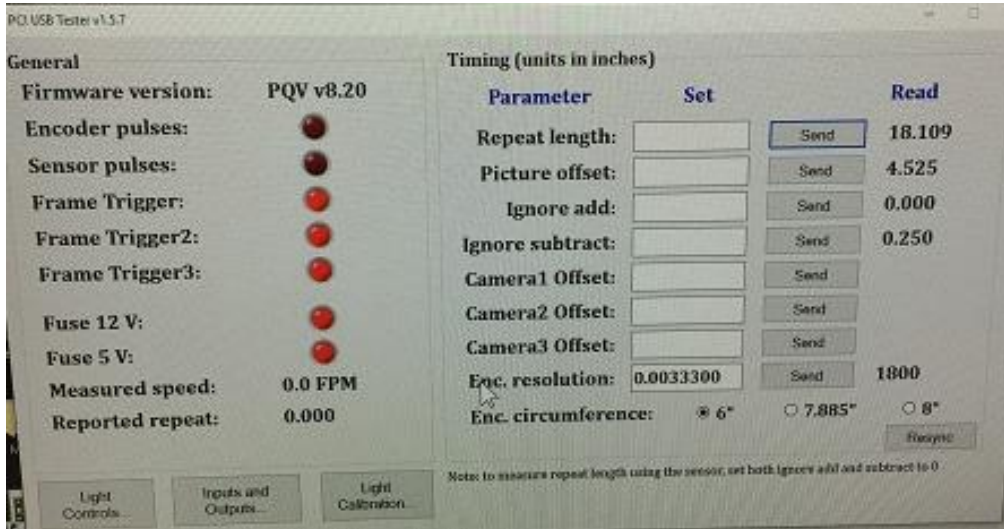 PCI USB Tester v1.5.7
General
Firmware version: PQV v8.20
Encoder pulses:
Sensor pulses:
Frame Trigger:
Frame Trigger2:
Frame Trigger3:
Fuse 12 V:
Fuse 5 V:
Measured speed: 0.0 FPM
Reported repeat: 0.000
Light Controls...
Inputs and Outputs...
Light Calibration...
Timing (units in inches)
Parameter Set Read
Repeat length: Send 18.109
Picture offset: Send 4.525
Ignore add: Send 0.000
Ignore subtract: Send 0.250
Camera1 Offset: Send
Camera2 Offset: Send
Camera3 Offset: Send
Enc. resolution: 0.0033300 Send 1800
Enc. circumference: 6" 7.885" 8"
Resync
Note: to measure repeat length using the sensor, set both ignore add and subtract to 0